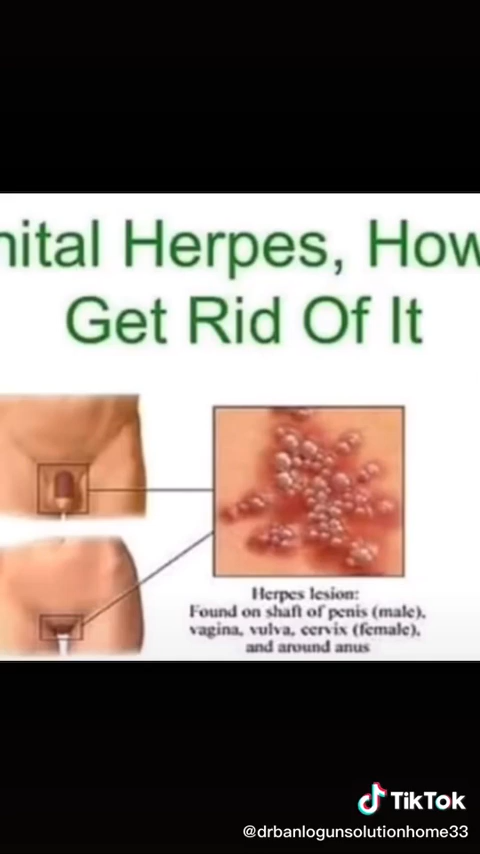 nital Herpes, How
Get Rid Of It
Herpes lesion:
Found on shaft of penis (male),
vagina, vulva, cervix (female),
and around anus
TikTok
@drbanlogunsolutionhome33